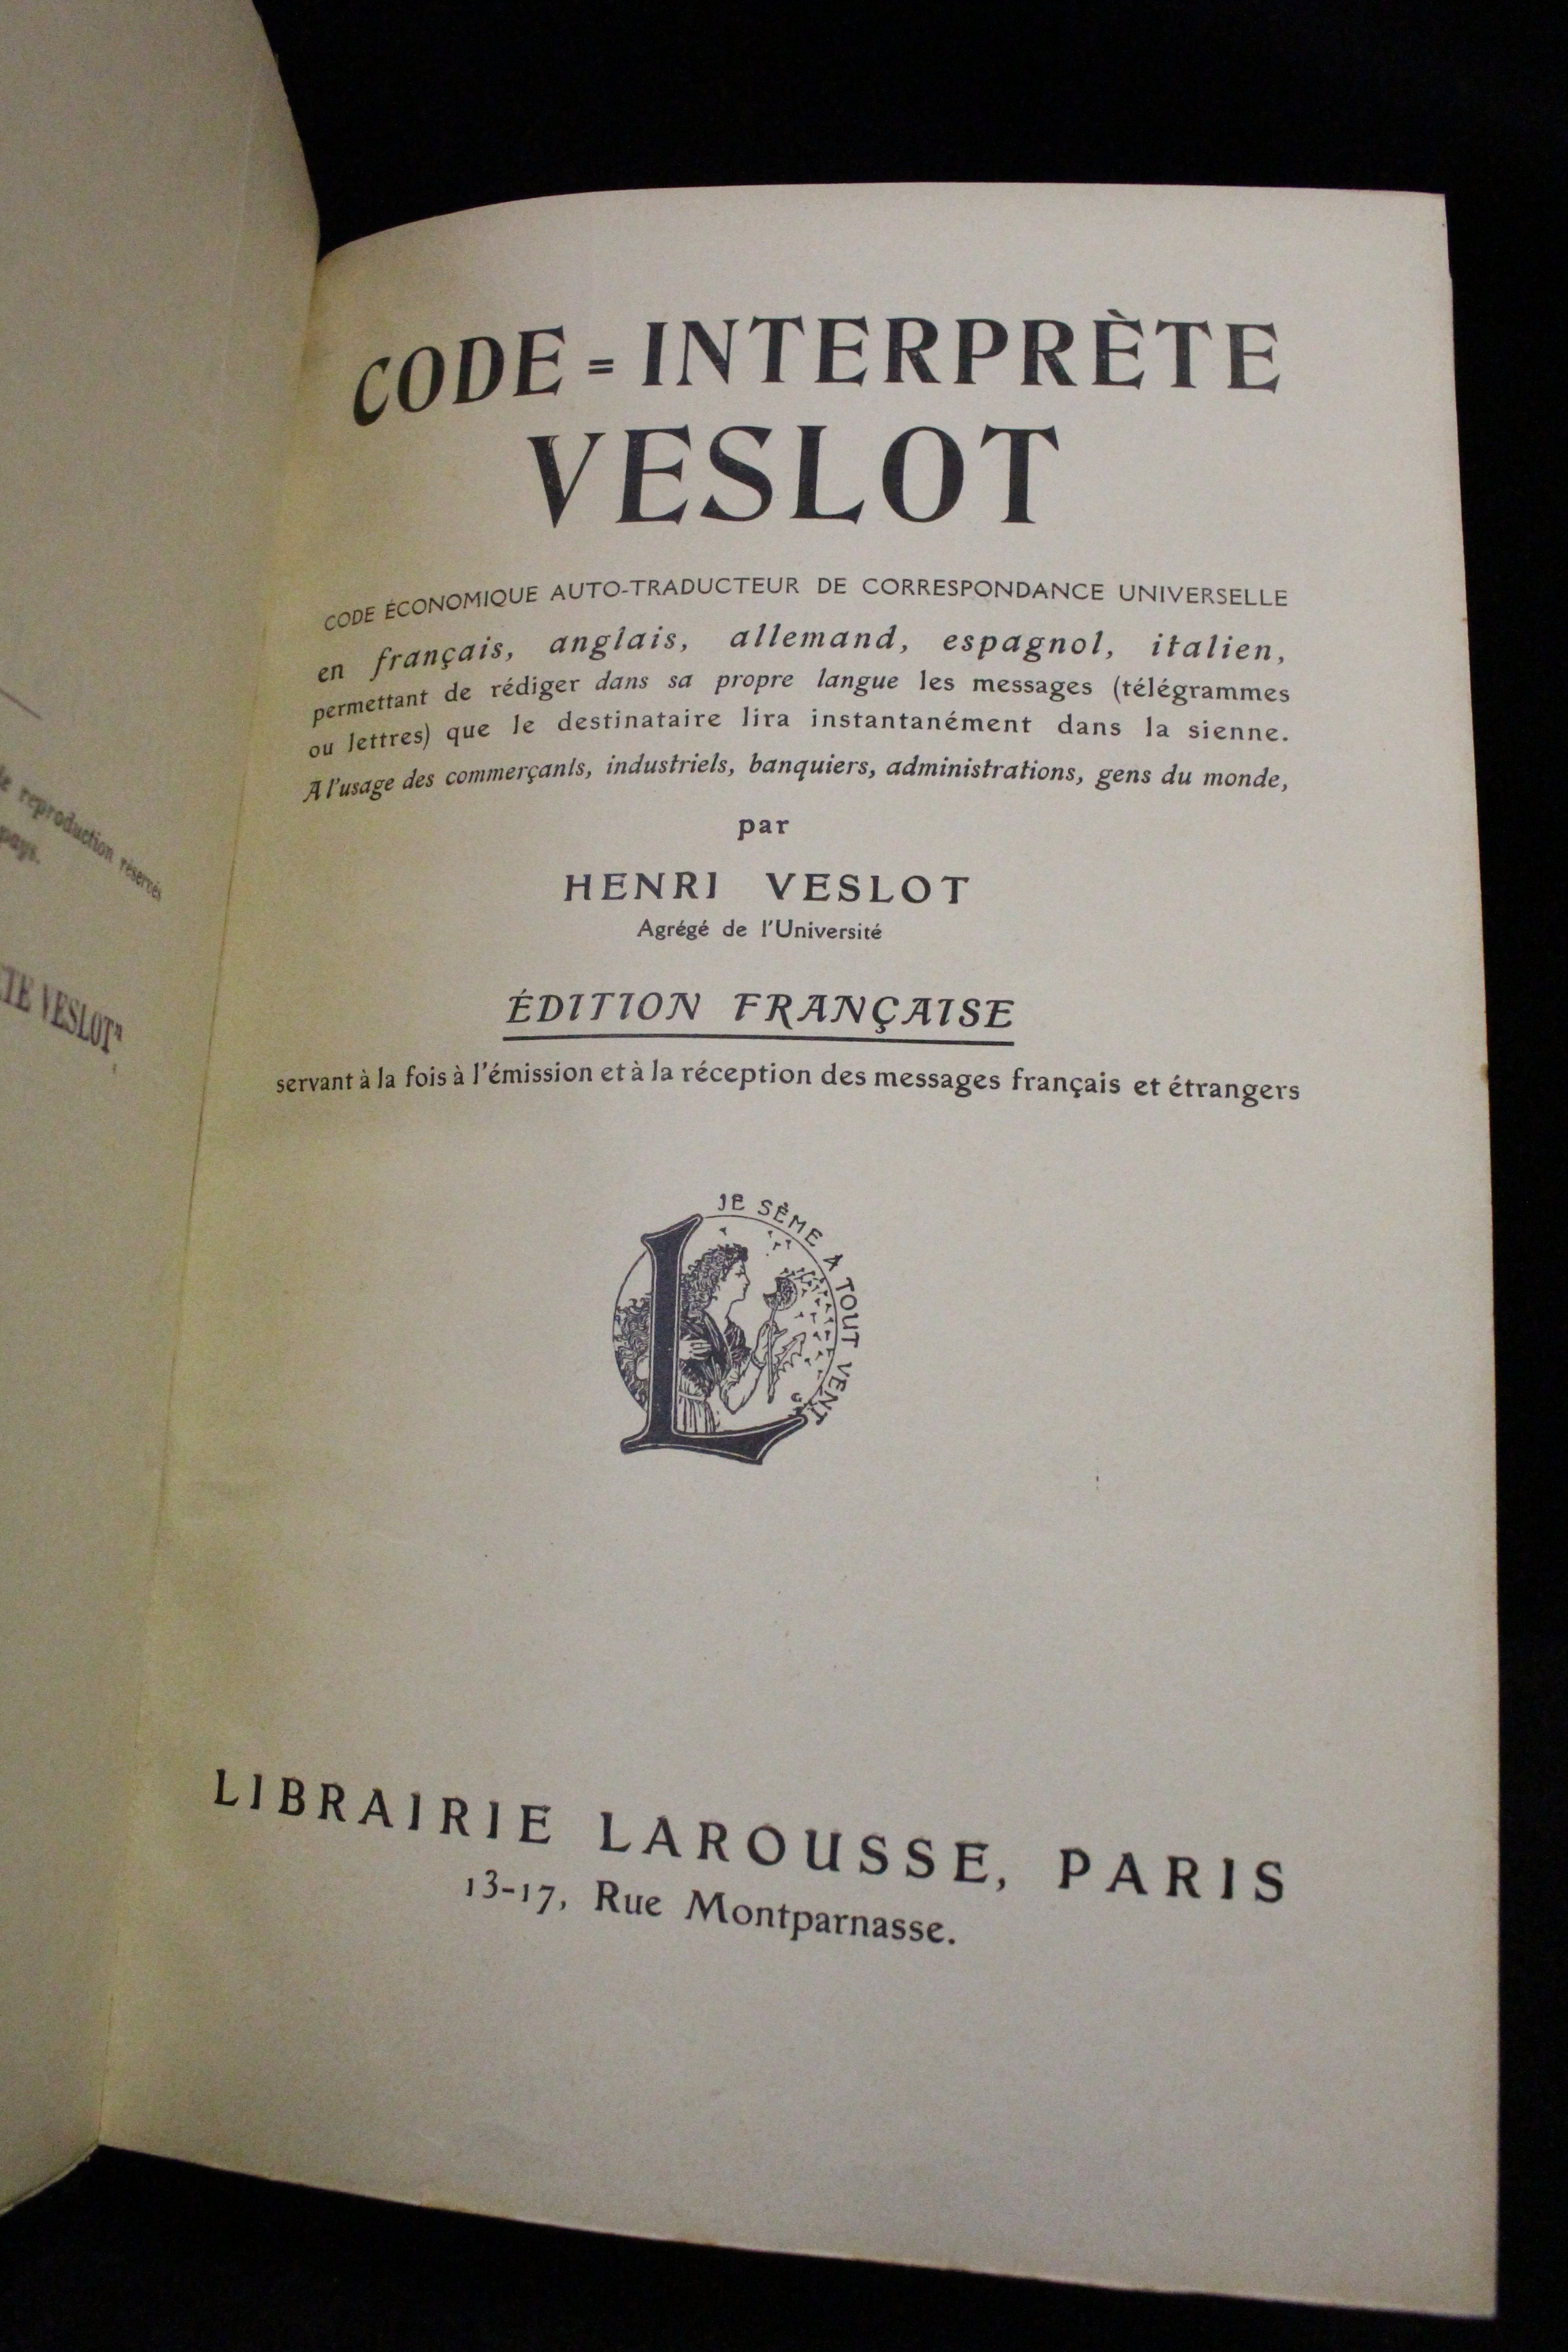 reproduction réservés
pays.
VESLOT"
CODE=INTERPRÈTE
VESLOT
CODE ÉCONOMIQUE AUTO-TRADUCTEUR DE CORRESPONDANCE UNIVERSELLE
en français, anglais, allemand, espagnol, italien,
permettant de rédiger dans sa propre langue les messages (télégrammes
ou lettres) que le destinataire lira instantanément dans la sienne.
A l'usage des commerçants, industriels, banquiers, administrations, gens du monde,
par
HENRI VESLOT
Agrégé de l'Université
ÉDITION FRANÇAISE
servant à la fois à l'émission et à la réception des messages français et étrangers
JE SÈME A TOUT VENT
L
LIBRAIRIE LAROUSSE, PARIS
13-17, Rue Montparnasse.